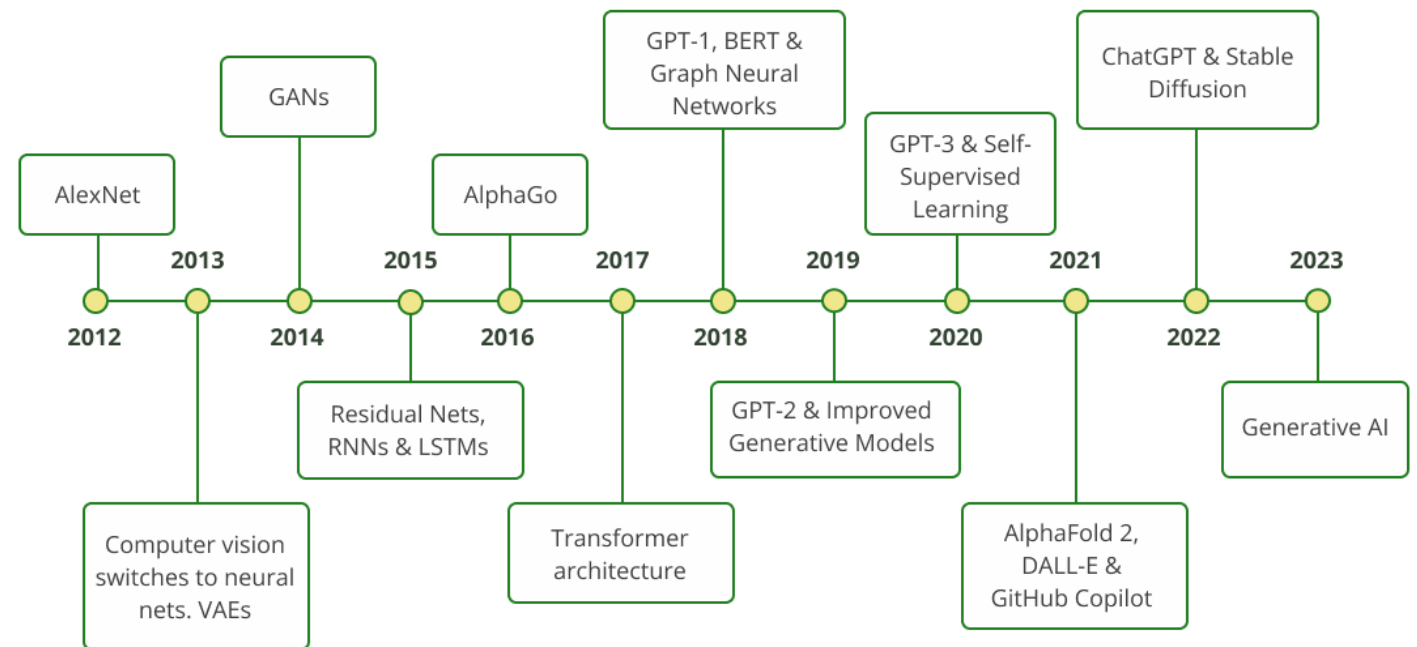 GPT-1, BERT &
Graph Neural
Networks
ChatGPT & Stable
Diffusion
GANs
GPT-3 & Self-
Supervised
Learning
AlexNet
AlphaGo
2013
2015
2017
2019
2021
2023
2012
2014
2016
2018
2020
2022
Residual Nets,
RNNs & LSTMs
GPT-2 & Improved
Generative Models
Generative AI
Computer vision
switches to neural
nets. VAEs
Transformer
architecture
AlphaFold 2,
DALL-E &
GitHub Copilot